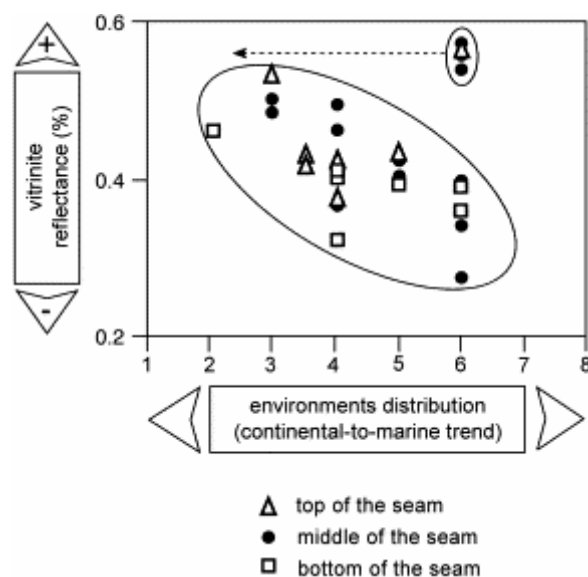 +
vitrinite
reflectance (%)
-
0.6
0.4
0.2
1 2 3 4 5 6 7 8
environments distribution
(continental-to-marine trend)
top of the seam
middle of the seam
bottom of the seam